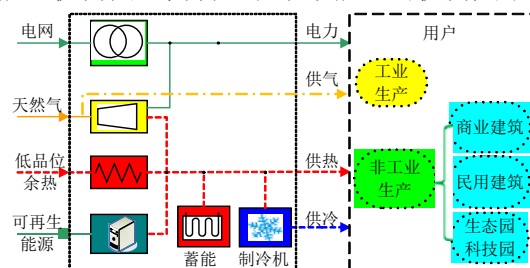 电网
电力
用户
工业
生产
供气
天然气
商业建筑
低品位
余热
供热
非工业
生产
民用建筑
可再生
能源
供冷
生态园
科技园
蓄能
制冷机